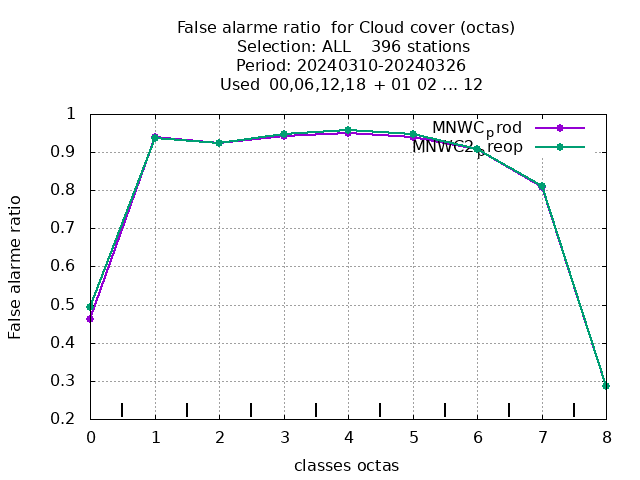 False alarme ratio  for Cloud cover (octas)
Selection: ALL    396 stations
Period: 20240310-20240326
Used  00,06,12,18  + 01 02 ... 12
1
0.9
0.8
0.7
0.6
0.5
0.4
0.3
0.2
False alarme ratio
MNWC_prod
MNWC2_preop
0 1 2 3 4 5 6 7 8
classes octas